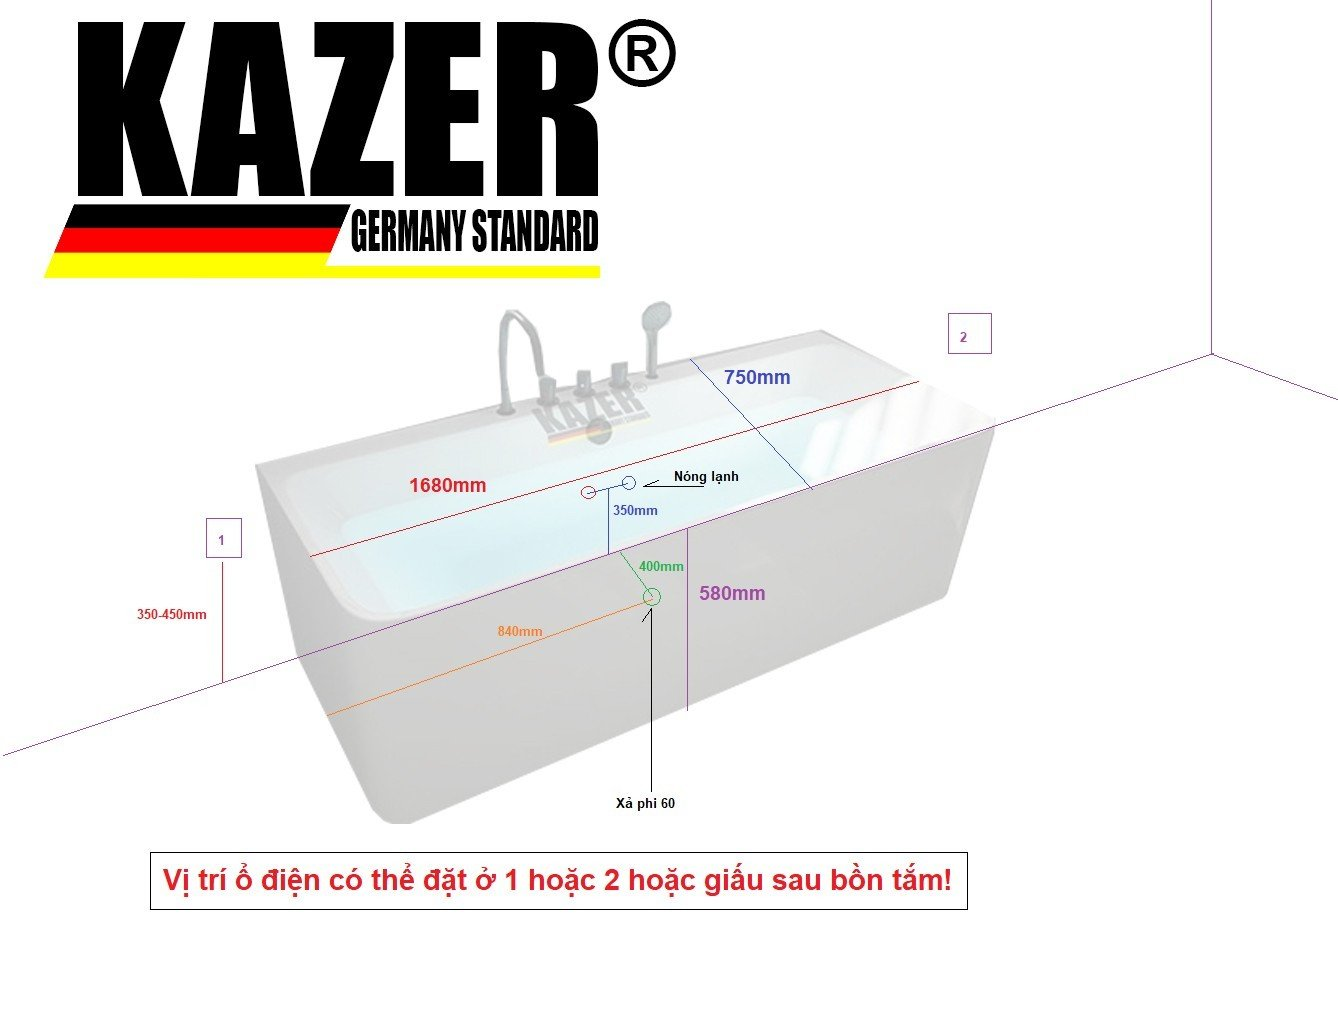 KAZER®
GERMANY STANDARD
2
750mm
KAZER®
1680mm
Nóng lạnh
350mm
1
400mm
580mm
350-450mm
840mm
Xả phi 60
Vị trí ổ điện có thể đặt ở 1 hoặc 2 hoặc giấu sau bồn tắm!